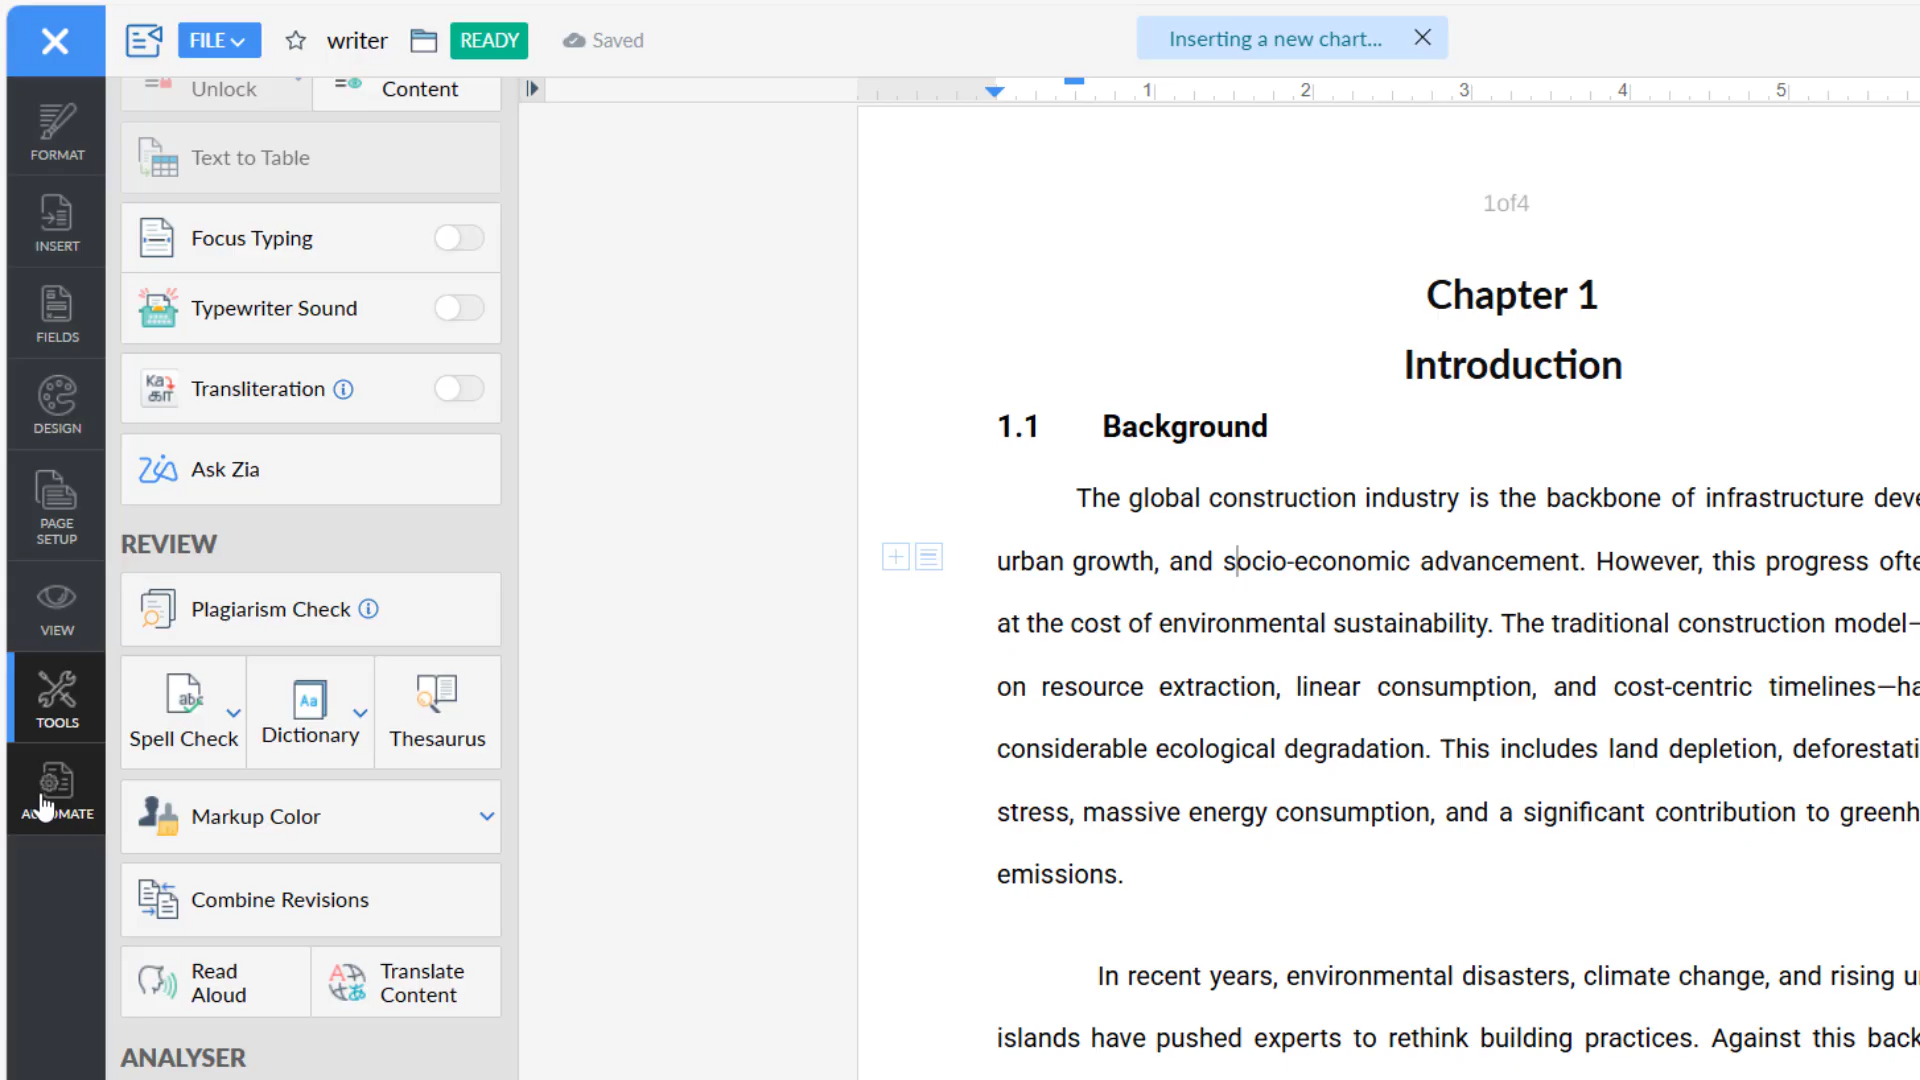 FILE
writer
READY
Saved
Inserting a new chart...
Unlock
Content
1
2
3
4
5
FORMAT
INSERT
FIELDS
DESIGN
PAGE
SETUP
VIEW
TOOLS
Text to Table
Focus Typing
Typewriter Sound
Transliteration
Ask Zia
REVIEW
Plagiarism Check
Spell Check
Dictionary
Thesaurus
Markup Color
Combine Revisions
Read
Aloud
Translate
Content
ANALYSER
1of4
Chapter 1
Introduction
1.1 Background
The global construction industry is the backbone of infrastructure deve
urban growth, and socio-economic advancement. However, this progress ofte
at the cost of environmental sustainability. The traditional construction model–
on resource extraction, linear consumption, and cost-centric timelines—ha
considerable ecological degradation. This includes land depletion, deforestati
stress, massive energy consumption, and a significant contribution to greenh
emissions.
In recent years, environmental disasters, climate change, and rising u
islands have pushed experts to rethink building practices. Against this back